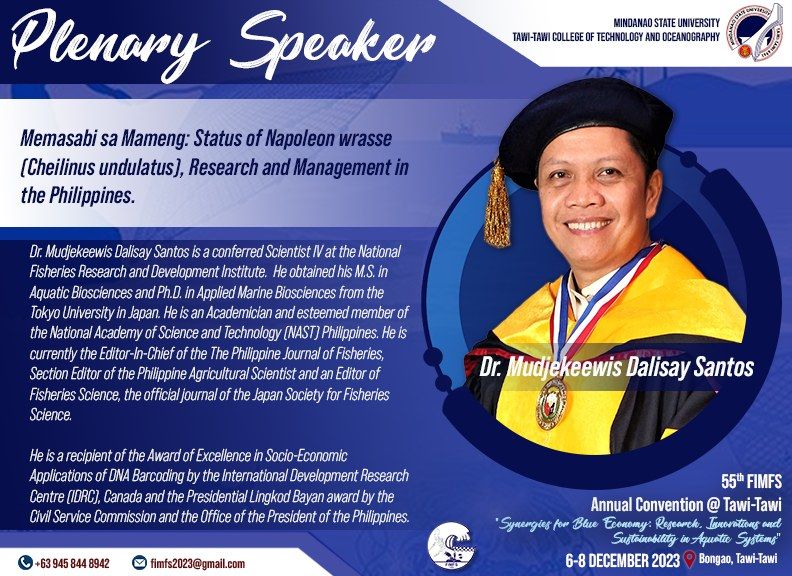 Plenary Speaker
MINDANAO STATE UNIVERSITY
TAWI-TAWI COLLEGE OF TECHNOLOGY AND OCEANOGRAPHY
Memasabi sa Mameng: Status of Napoleon wrasse
(Cheilinus undulatus), Research and Management in
the Philippines.
Dr. Mudjekeewis Dalisay Santos is a conferred Scientist IV at the National
Fisheries Research and Development Institute. He obtained his M.S. in
Aquatic Biosciences and Ph.D. in Applied Marine Biosciences from the
Tokyo University in Japan. He is an Academician and esteemed member of
the National Academy of Science and Technology (NAST) Philippines. He is
currently the Editor-In-Chief of the The Philippine Journal of Fisheries,
Section Editor of the Philippine Agricultural Scientist and an Editor of
Fisheries Science, the official journal of the Japan Society for Fisheries
Science.
He is a recipient of the Award of Excellence in Socio-Economic
Applications of DNA Barcoding by the International Development Research
Centre (IDRC), Canada and the Presidential Lingkod Bayan award by the
Civil Service Commission and the Office of the President of the Philippines.
Dr. Mudjekeewis Dalisay Santos
55th FIMFS
Annual Convention @ Tawi-Tawi
"Synergies for Blue Economy: Research, Innovations and
Sustainability in Aquatic Systems"
6-8 DECEMBER 2023 Bongao, Tawi-Tawi
+63 945 844 8942 fimfs2023@gmail.com
FIMFS